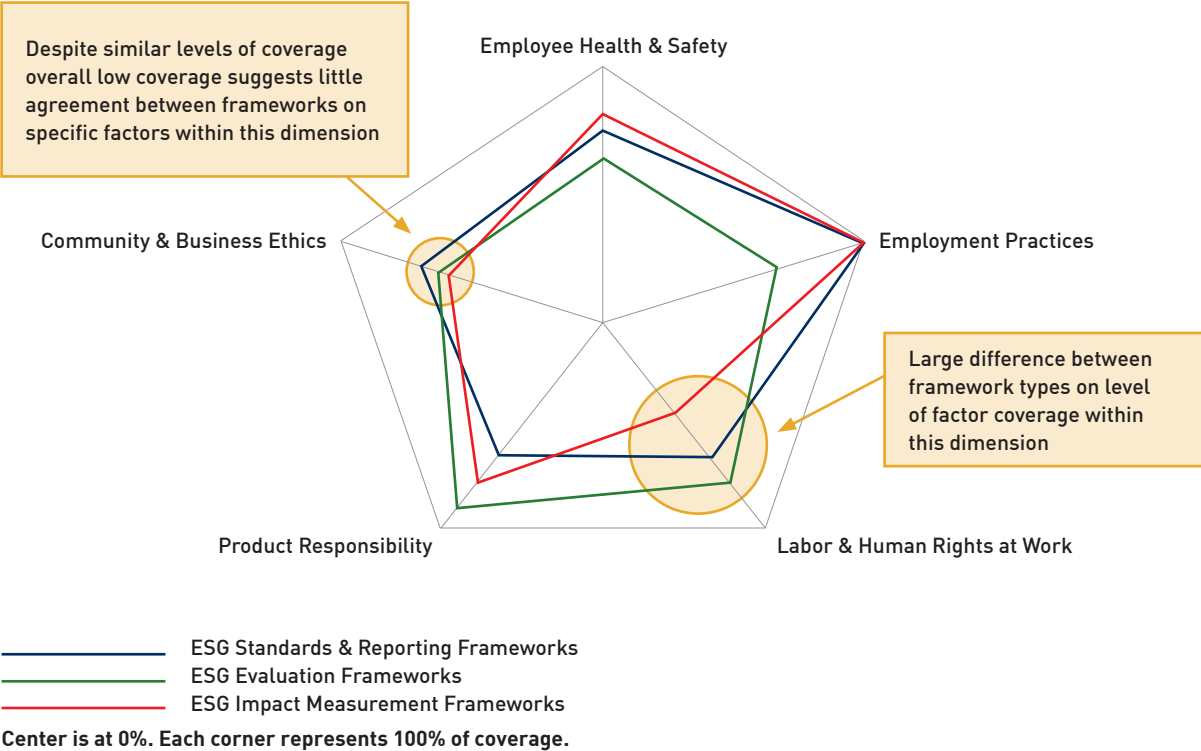 Despite similar levels of coverage
overall low coverage suggests little
agreement between frameworks on
specific factors within this dimension
Employee Health & Safety
Community & Business Ethics
Employment Practices
Large difference between
framework types on level
of factor coverage within
this dimension
Product Responsibility
Labor & Human Rights at Work
ESG Standards & Reporting Frameworks
ESG Evaluation Frameworks
ESG Impact Measurement Frameworks
Center is at 0%. Each corner represents 100% of coverage.